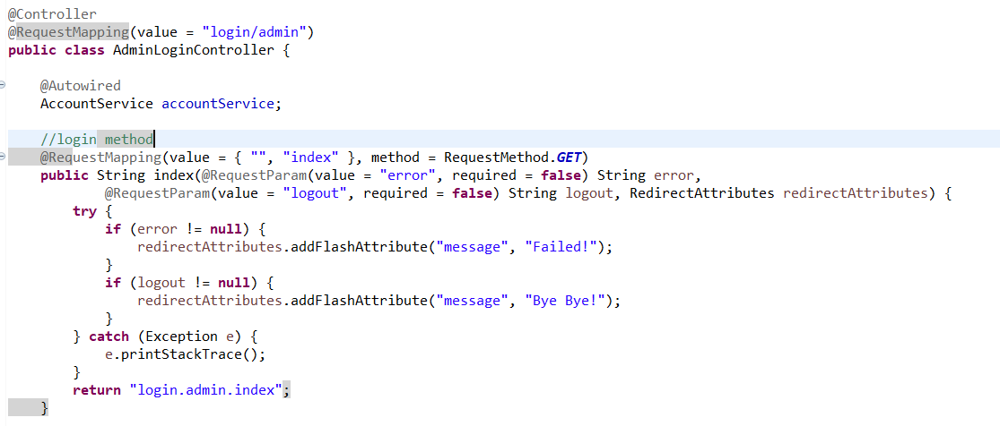 @Controller
@RequestMapping(value = "login/admin")
public class AdminLoginController {
@Autowired
AccountService accountService;
//login method
@RequestMapping(value = { "", "index" }, method = RequestMethod.GET)
public String index(@RequestParam(value = "error", required = false) String error,
@RequestParam(value = "logout", required = false) String logout, RedirectAttributes redirectAttributes) {
try {
if (error != null) {
redirectAttributes.addFlashAttribute("message", "Failed!");
}
if (logout != null) {
redirectAttributes.addFlashAttribute("message", "Bye Bye!");
}
} catch (Exception e) {
e.printStackTrace();
}
return "login.admin.index";
}